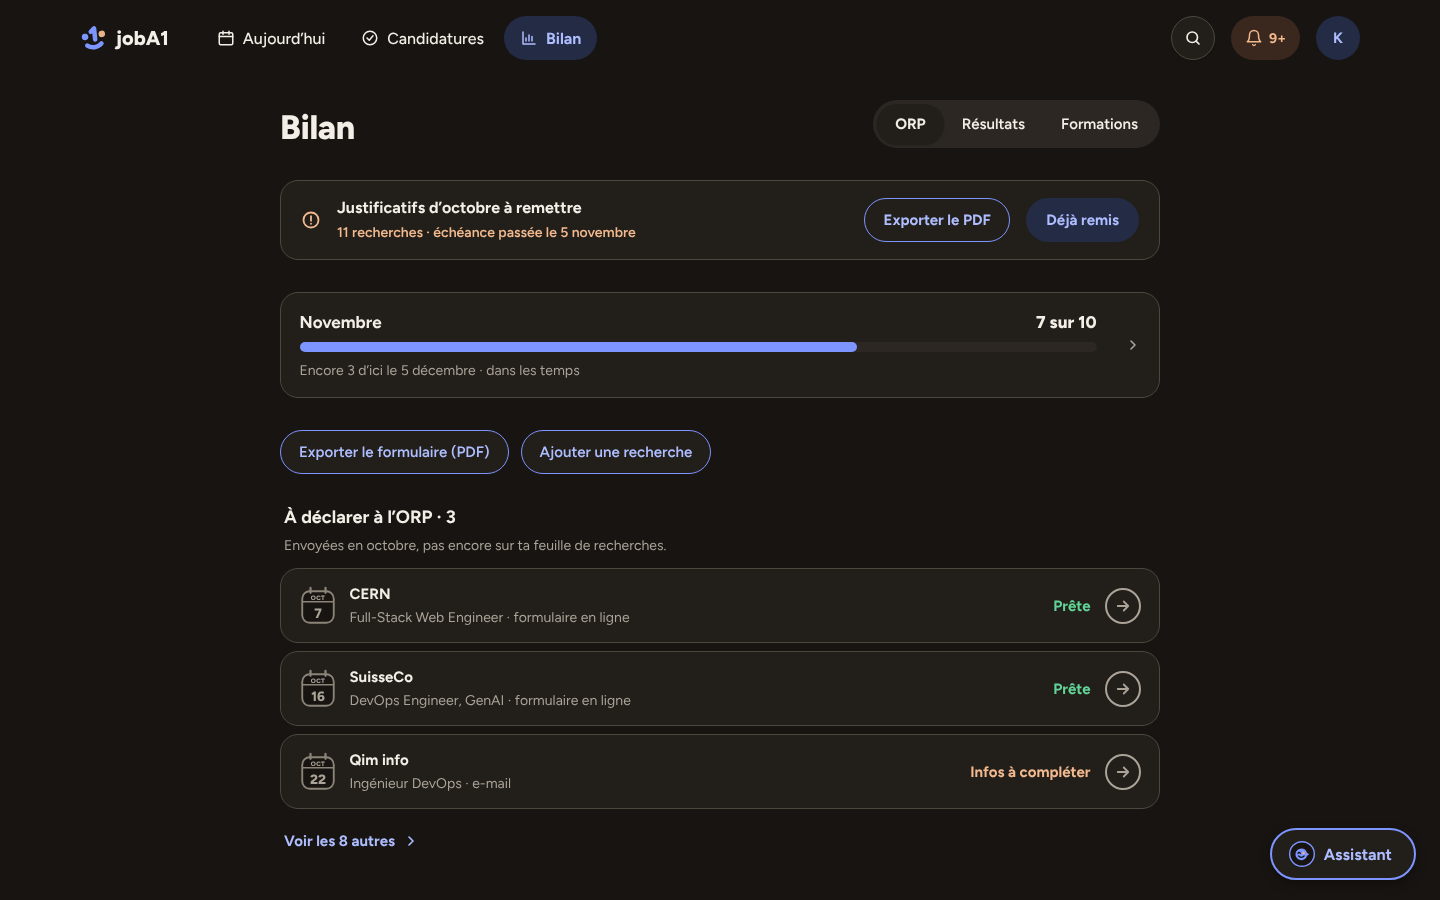 jobA1
Aujourd’hui
Candidatures
Bilan
9+
K
Bilan
ORP
Résultats
Formations
Justificatifs d’octobre à remettre
11 recherches · échéance passée le 5 novembre
Exporter le PDF
Déjà remis
Novembre
7 sur 10
Encore 3 d’ici le 5 décembre · dans les temps
Exporter le formulaire (PDF)
Ajouter une recherche
À déclarer à l’ORP · 3
Envoyées en octobre, pas encore sur ta feuille de recherches.
OCT
7
CERN
Full-Stack Web Engineer · formulaire en ligne
Prête
OCT
16
SuisseCo
DevOps Engineer, GenAI · formulaire en ligne
Prête
OCT
22
Qim info
Ingénieur DevOps · e-mail
Infos à compléter
Voir les 8 autres
Assistant